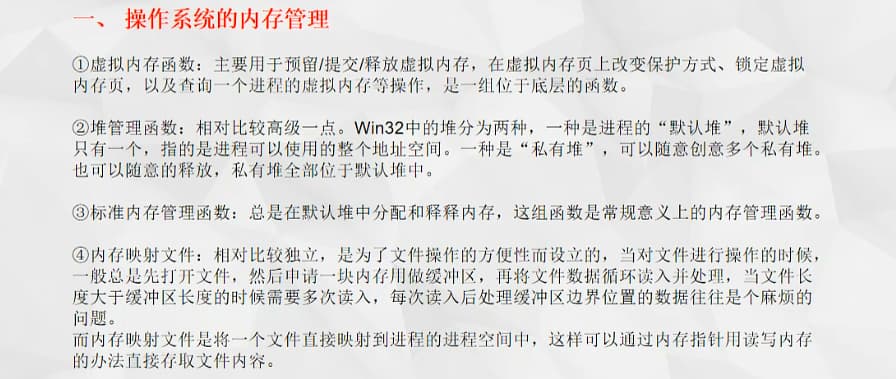 一、 操作系统的内存管理
①虚拟内存函数：主要用于预留/提交/释放虚拟内存，在虚拟内存页上改变保护方式、锁定虚拟
内存页，以及查询一个进程的虚拟内存等操作，是一组位于底层的函数。
②堆管理函数：相对比较高级一点。Win32中的堆分为两种，一种是进程的“默认堆”，默认堆
只有一个，指的是进程可以使用的整个地址空间。一种是“私有堆”，可以随意创意多个私有堆。
也可以随意的释放，私有堆全部位于默认堆中。
③标准内存管理函数：总是在默认堆中分配和释释内存，这组函数是常规意义上的内存管理函数。
④内存映射文件：相对比较独立，是为了文件操作的方便性而设立的，当对文件进行操作的时候，
一般总是先打开文件，然后申请一块内存用做缓冲区，再将文件数据循环读入并处理，当文件长
度大于缓冲区长度的时候需要多次读入，每次读入后处理缓冲区边界位置的数据往往是个麻烦的
问题。
而内存映射文件是将一个文件直接映射到进程的进程空间中，这样可以通过内存指针用读写内存
的办法直接存取文件内容。